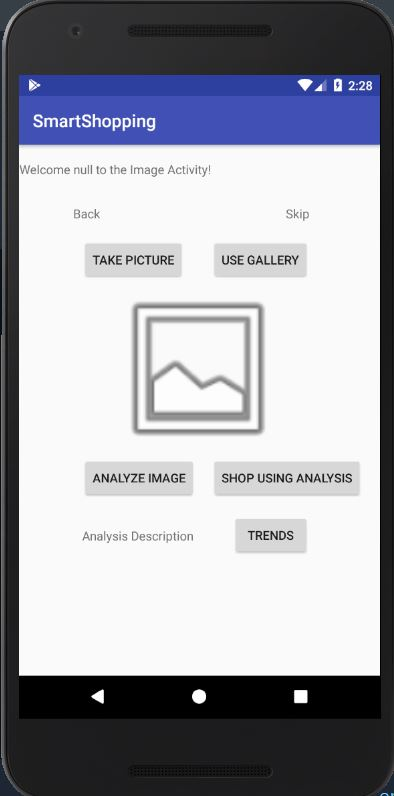 2:28
SmartShopping
Welcome null to the Image Activity!
Back Skip
TAKE PICTURE USE GALLERY
ANALYZE IMAGE SHOP USING ANALYSIS
Analysis Description TRENDS